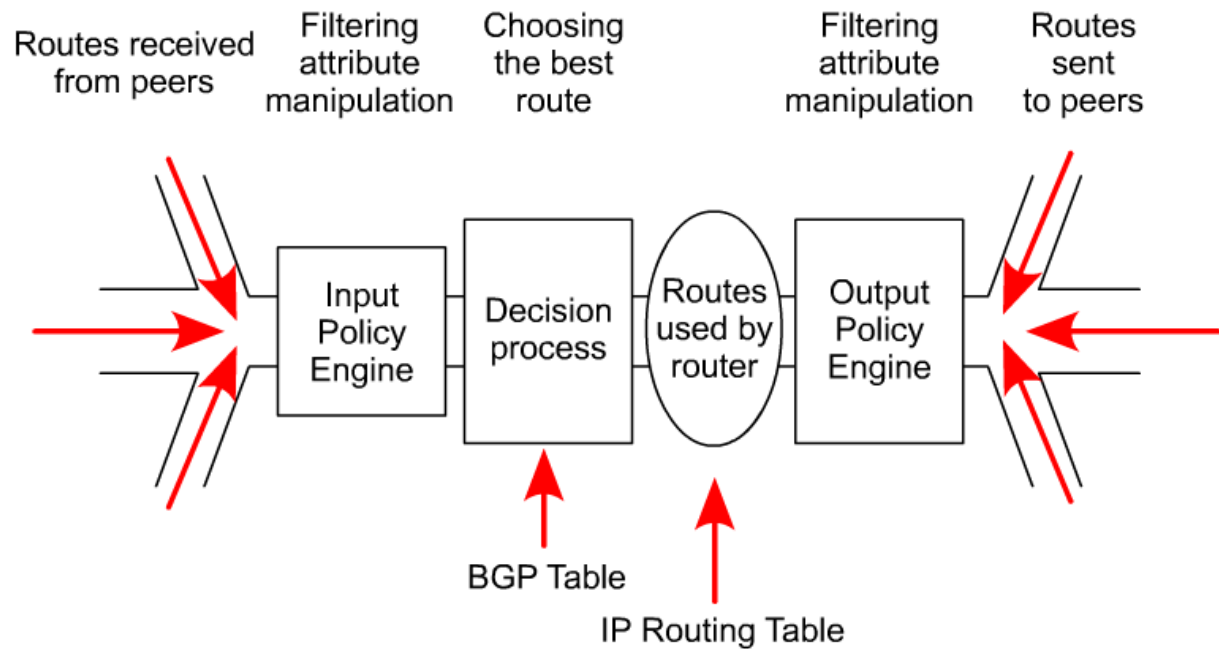 Routes received
from peers
Filtering
attribute
manipulation
Choosing
the best
route
Filtering
attribute
manipulation
Routes
sent
to peers
Input
Policy
Engine
Decision
process
Routes
used by
router
Output
Policy
Engine
BGP Table
IP Routing Table